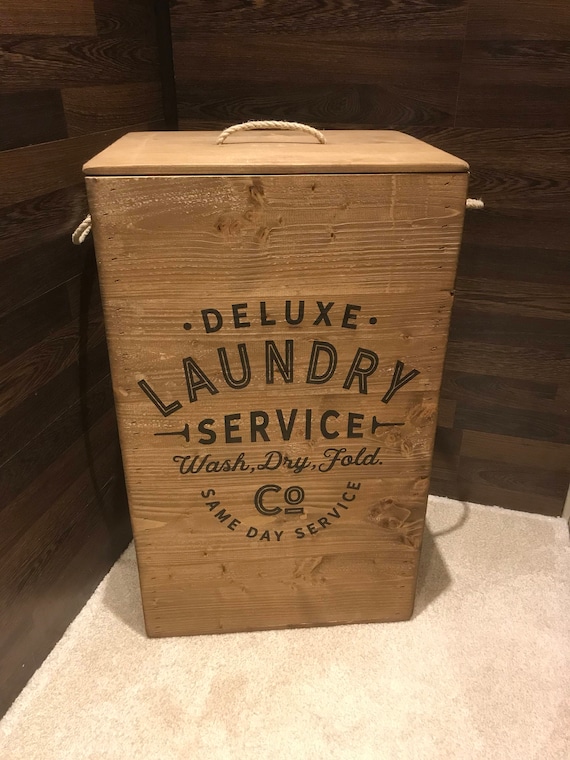 • DELUXE •
LAUNDRY
SERVICE
Wash, Dry, Fold.
Co
SAME DAY SERVICE